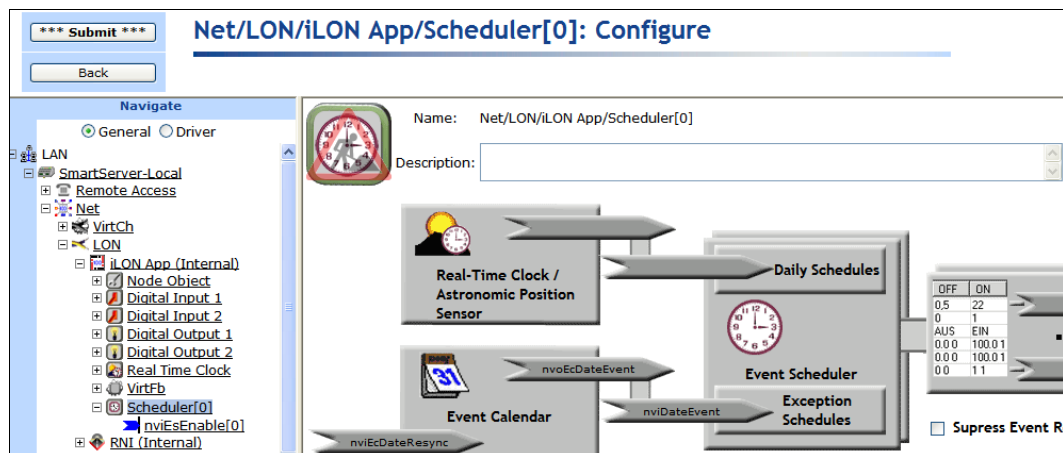 *** Submit ***
Back
Net/LON/iLON App/Scheduler[0]: Configure
Navigate
General Driver
LAN
SmartServer-Local
Remote Access
Net
VirtCh
LON
iLON App (Internal)
Node Object
Digital Input 1
Digital Input 2
Digital Output 1
Digital Output 2
Real Time Clock
VirtFb
Scheduler[0]
nviEsEnable[0]
RNI (Internal)
Name: Net/LON/iLON App/Scheduler[0]
Description:
Real-Time Clock /
Astronomic Position
Sensor
31
Event Calendar
nvoEcDateEvent
nviEcDateResync
nviDateEvent
Daily Schedules
Event Scheduler
Exception
Schedules
OFF ON
0,5 22
0 1
AUS EIN
0.0 0 100.0 1
0.0 0 100.0 1
0 0 1 1
Supress Event R